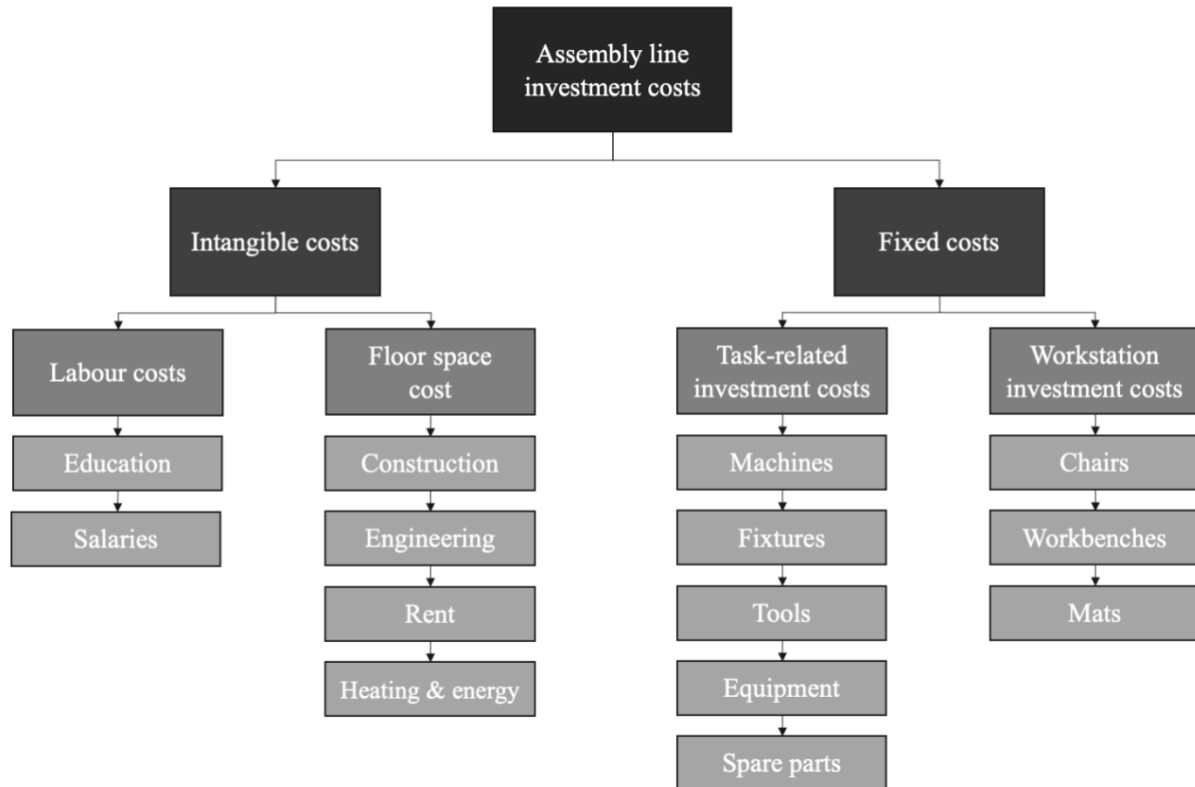 Assembly line
investment costs
Intangible costs
Fixed costs
Labour costs
Floor space
cost
Task-related
investment costs
Workstation
investment costs
Education
Construction
Machines
Chairs
Salaries
Engineering
Fixtures
Workbenches
Rent
Tools
Mats
Heating & energy
Equipment
Spare parts